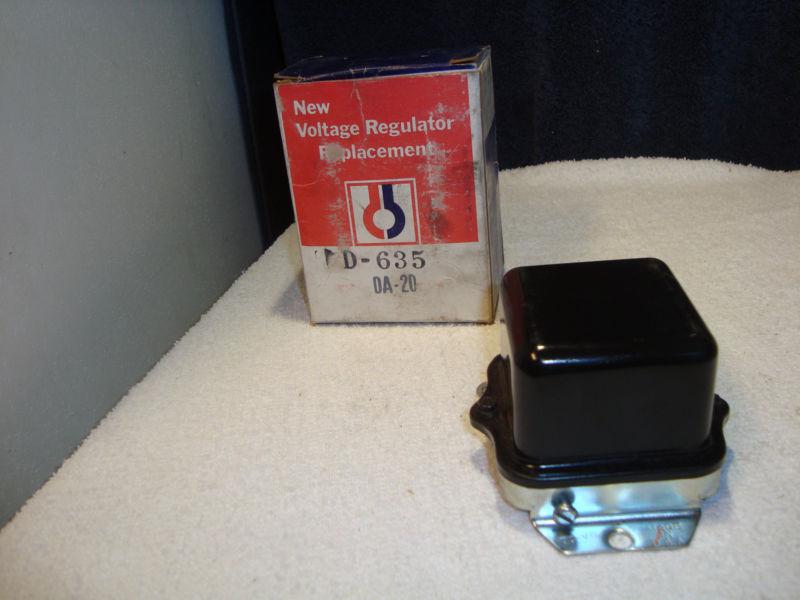 New
Voltage Regulator
Replacement
D-635
DA-20